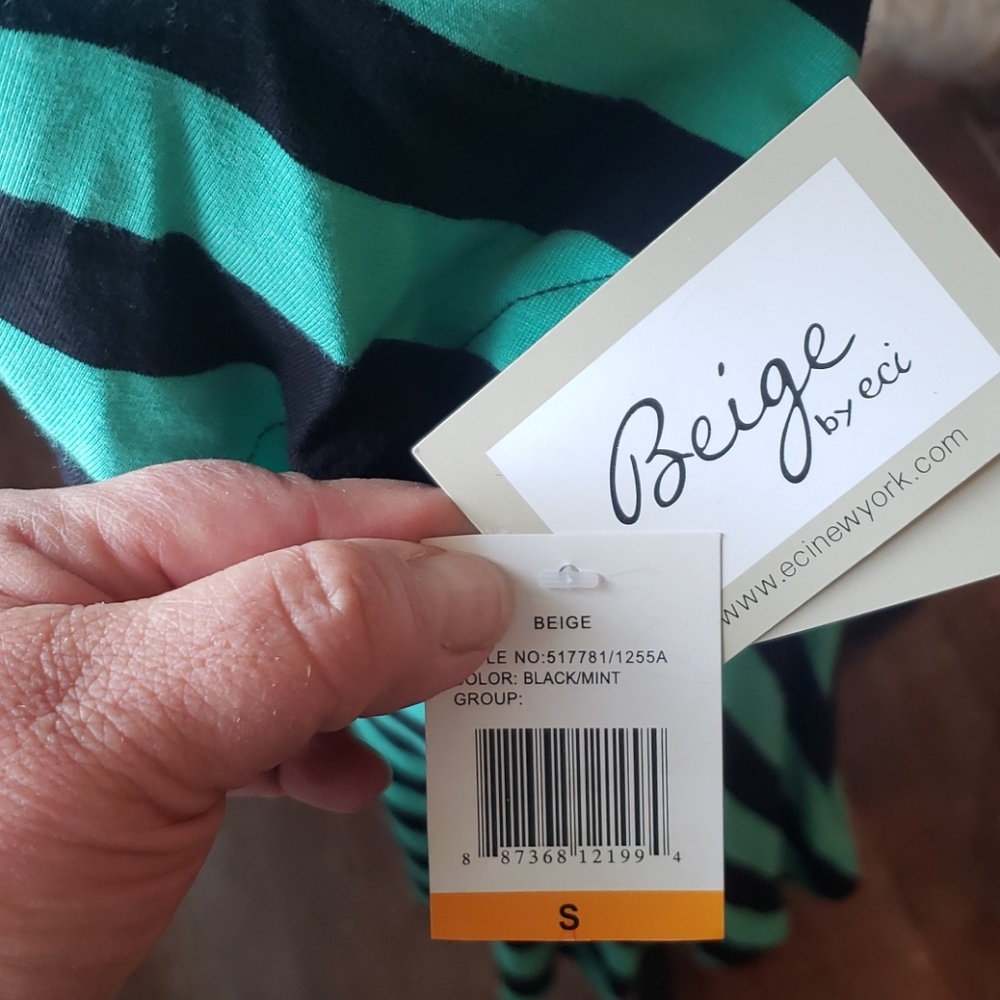 Beige
by eci
www.ecinewyork.com
BEIGE
LE NO:517781/1255A
OLOR: BLACK/MINT
GROUP:
8 87368 12199 4
S